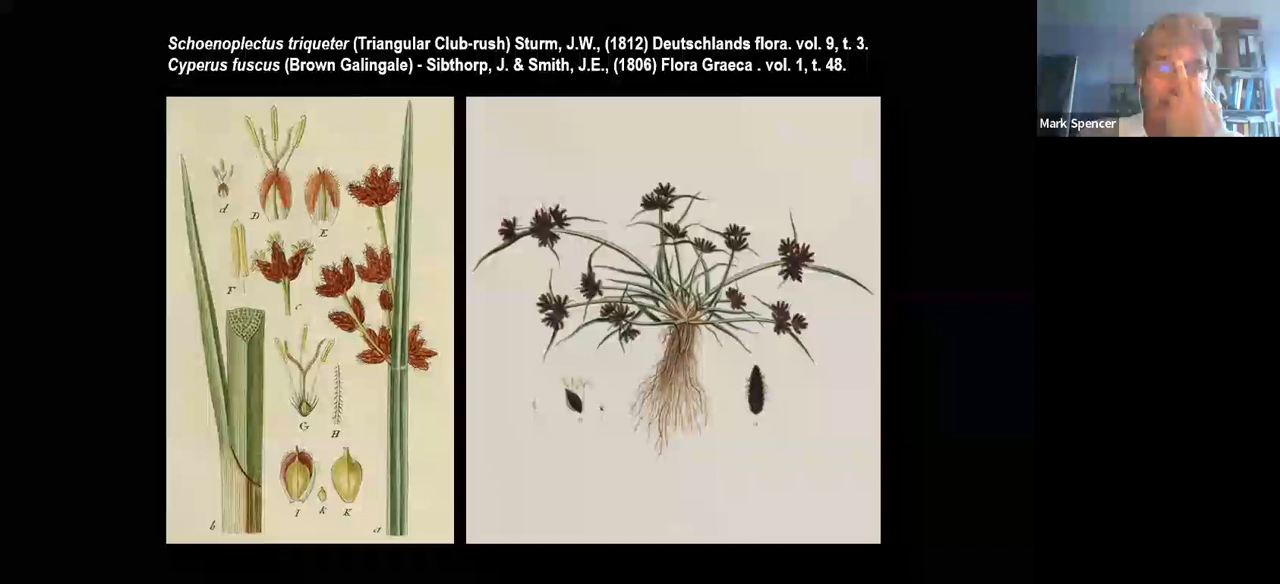 Schoenoplectus triqueter (Triangular Club-rush) Sturm, J.W., (1812) Deutschlands flora. vol. 9, t. 3.
Cyperus fuscus (Brown Galingale) - Sibthorp, J. & Smith, J.E., (1806) Flora Graeca . vol. 1, t. 48.
Mark Spencer
d
D
E
F
c
G
H
I
k
K
b
a